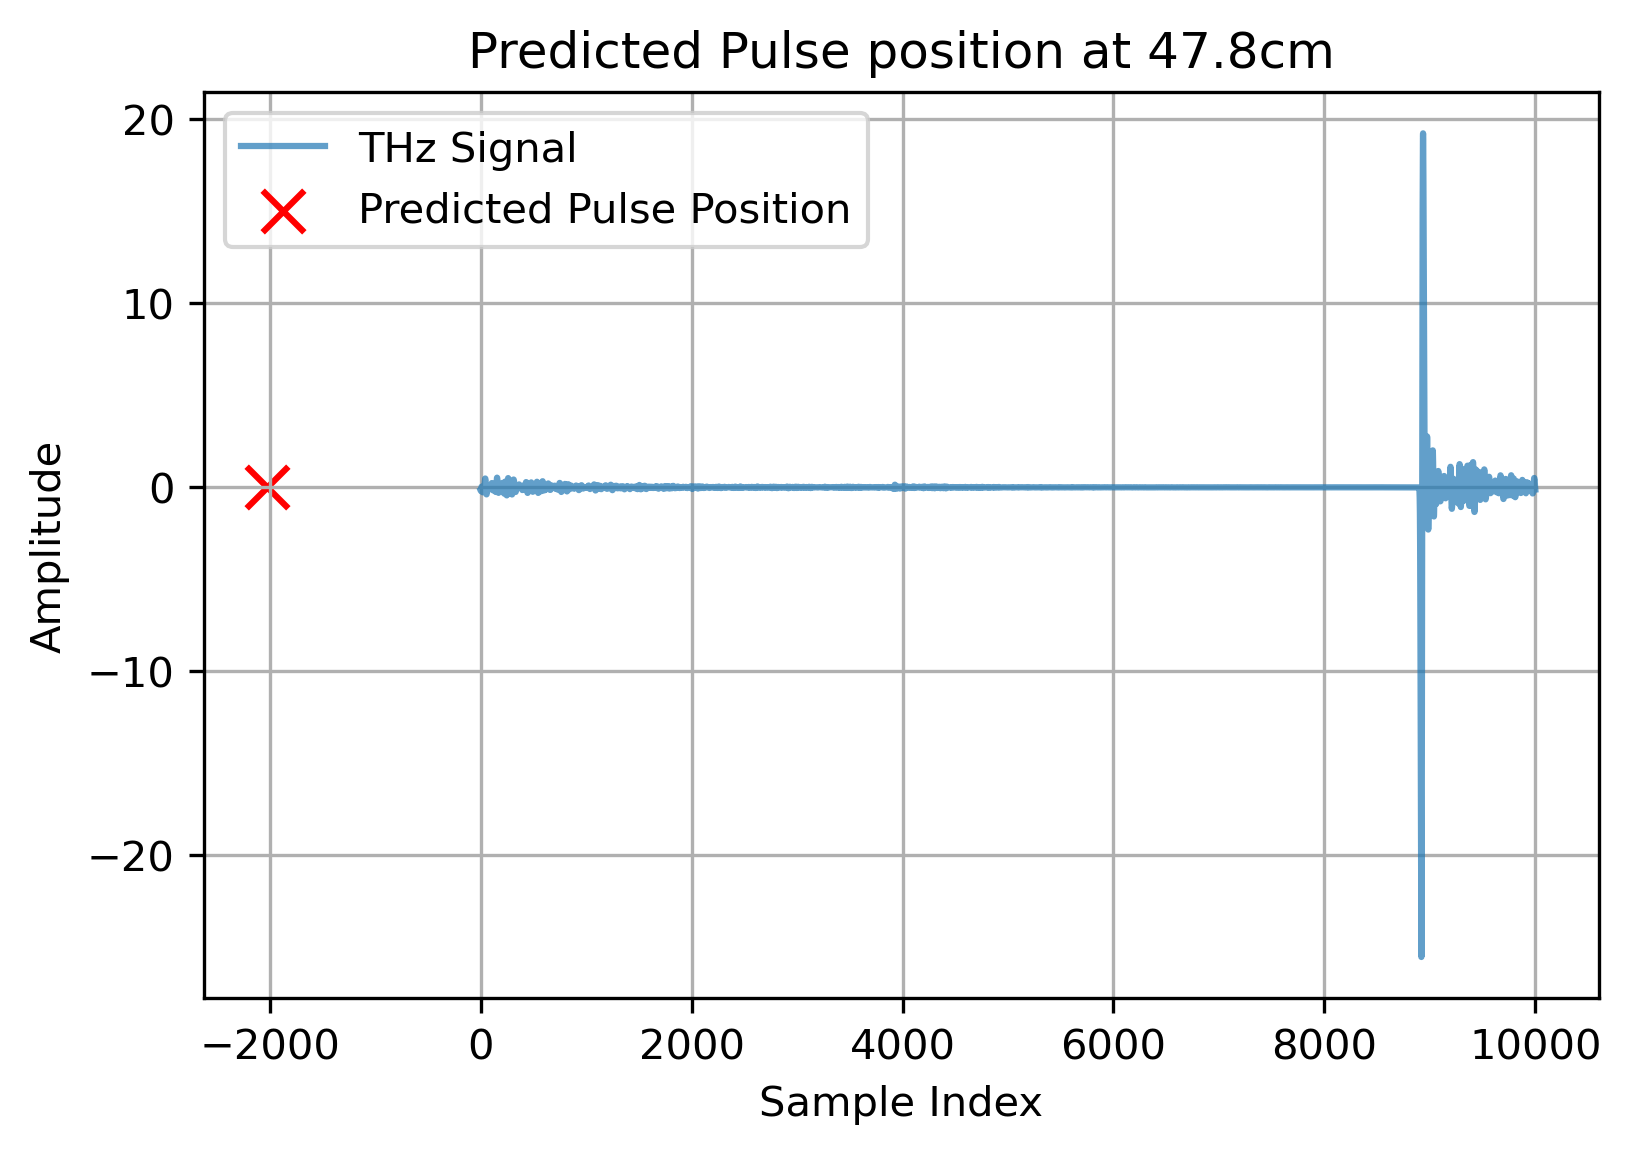 Predicted Pulse position at 47.8cm
THz Signal
Predicted Pulse Position
20
10
0
−10
−20
Amplitude
−2000 0 2000 4000 6000 8000 10000
Sample Index